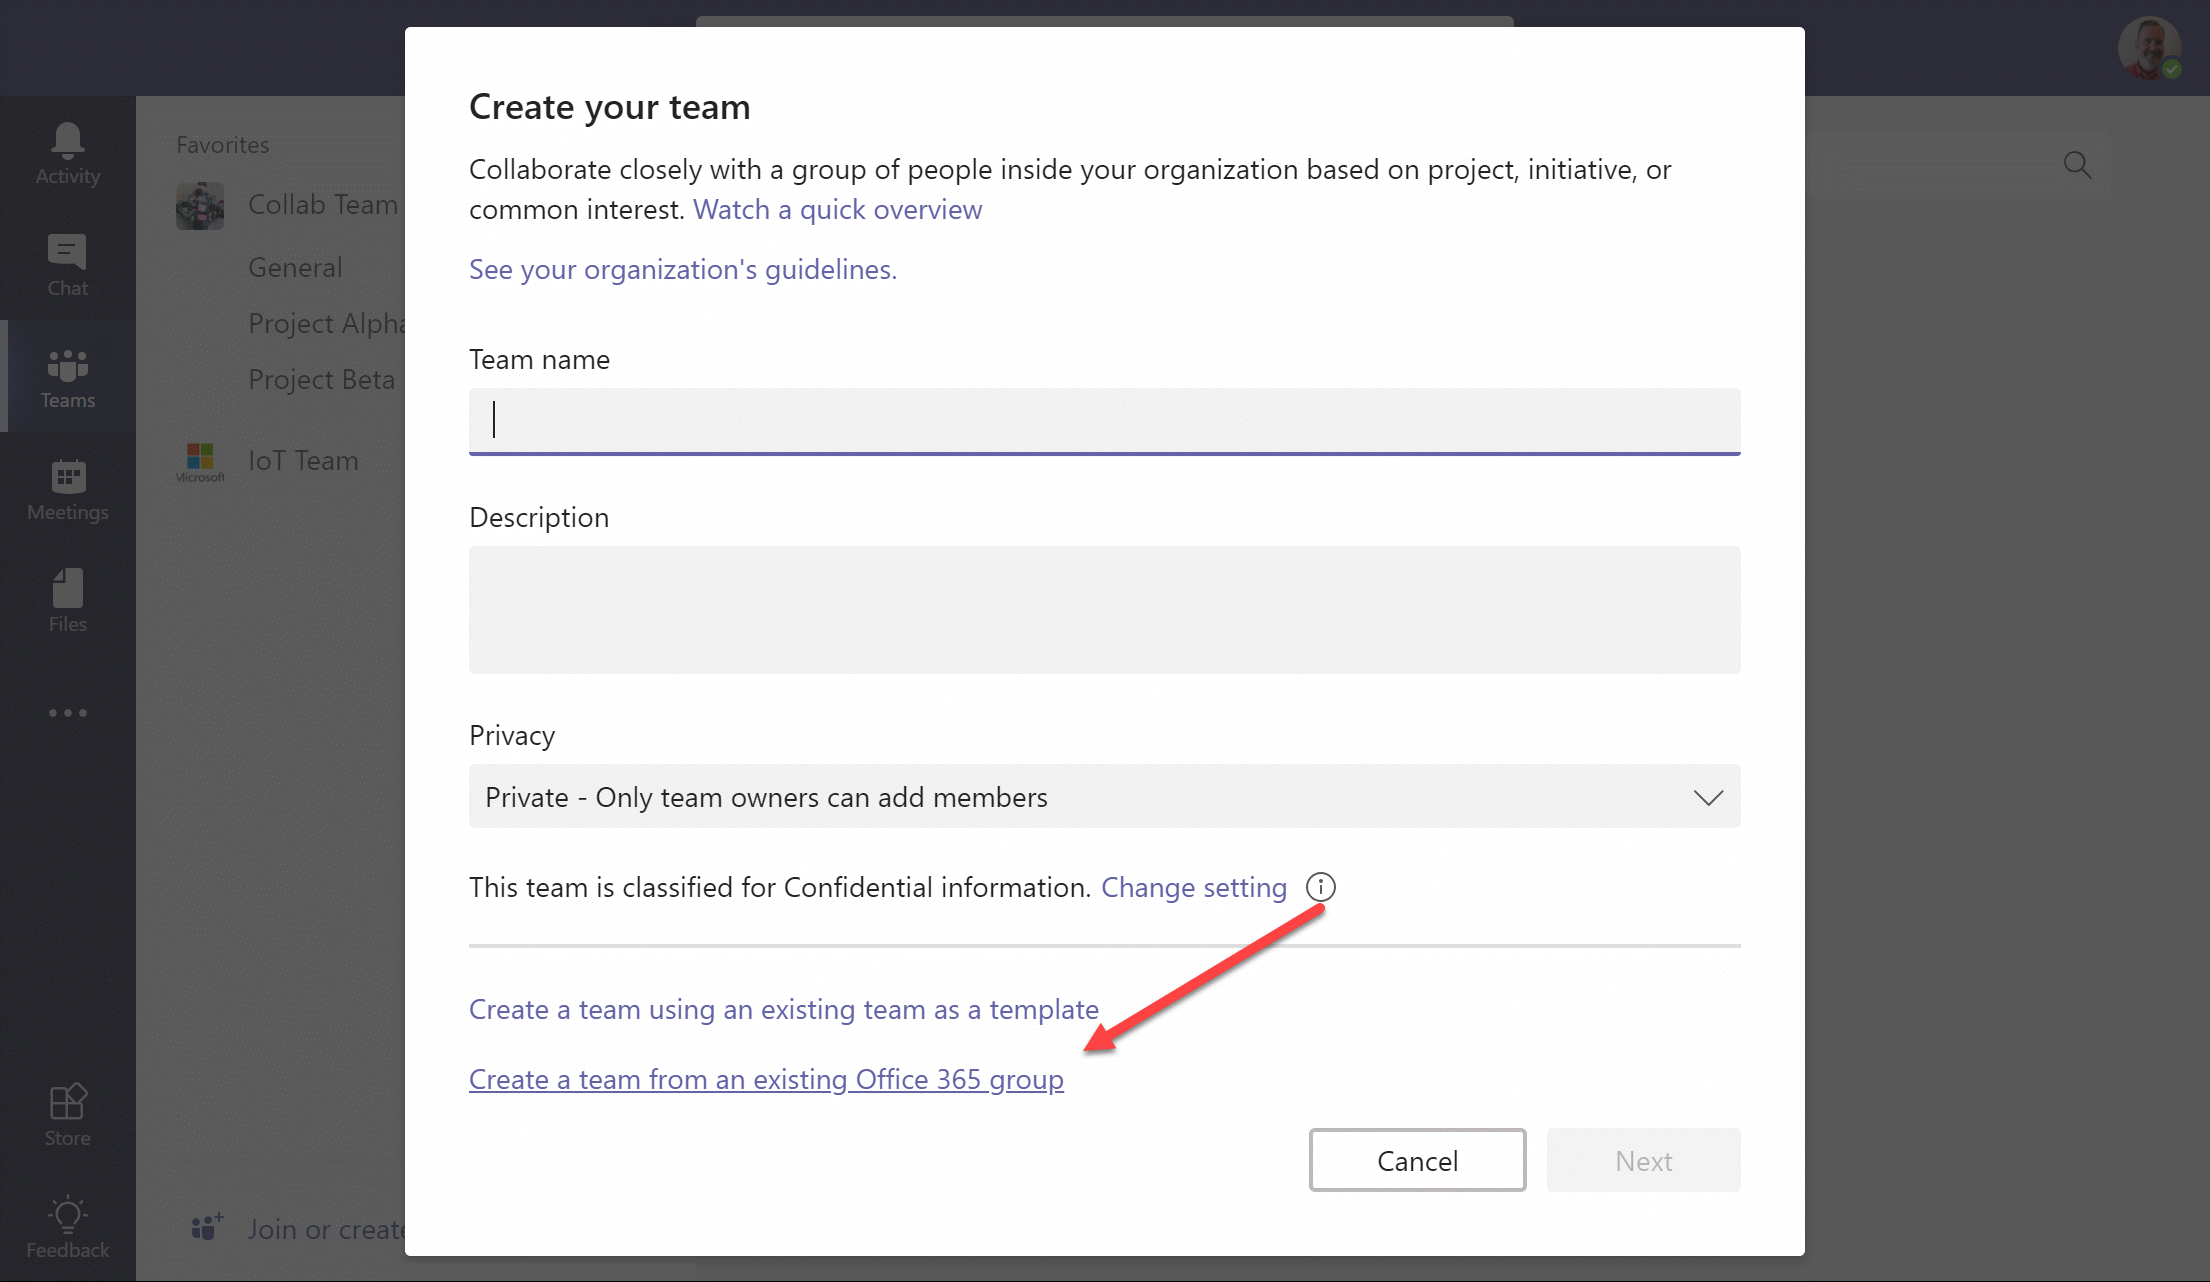 Activity
Chat
Teams
Meetings
Files
Store
Feedback
Favorites
Collab Team
General
Project Alpha
Project Beta
Microsoft
IoT Team
Join or create
Create your team
Collaborate closely with a group of people inside your organization based on project, initiative, or
common interest. Watch a quick overview
See your organization's guidelines.
Team name
Description
Privacy
Private - Only team owners can add members
This team is classified for Confidential information. Change setting
Create a team using an existing team as a template
Create a team from an existing Office 365 group
Cancel
Next